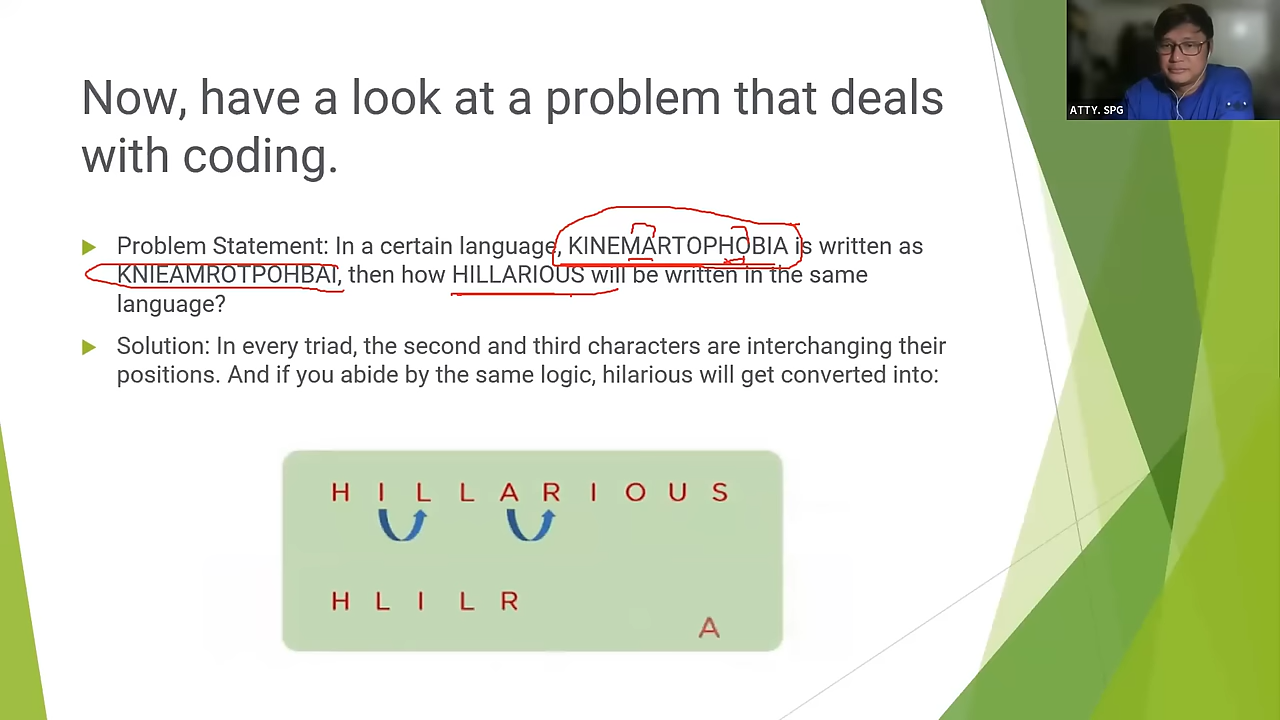 Now, have a look at a problem that deals
with coding.
ATTY. SPG
Problem Statement: In a certain language, KINEMARTOPHOBIA is written as
KNIEAMROTPOHBAI, then how HILLARIOUS will be written in the same
language?
Solution: In every triad, the second and third characters are interchanging their
positions. And if you abide by the same logic, hilarious will get converted into:
H I L L A R I O U S
H L I L R
A